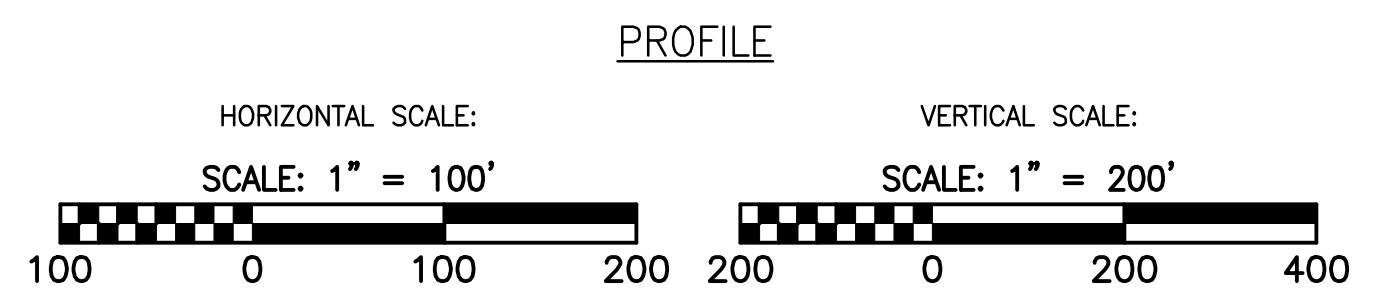 PROFILE
HORIZONTAL SCALE:
SCALE: 1" = 100'
100 0 100 200
VERTICAL SCALE:
SCALE: 1" = 200'
200 0 200 400